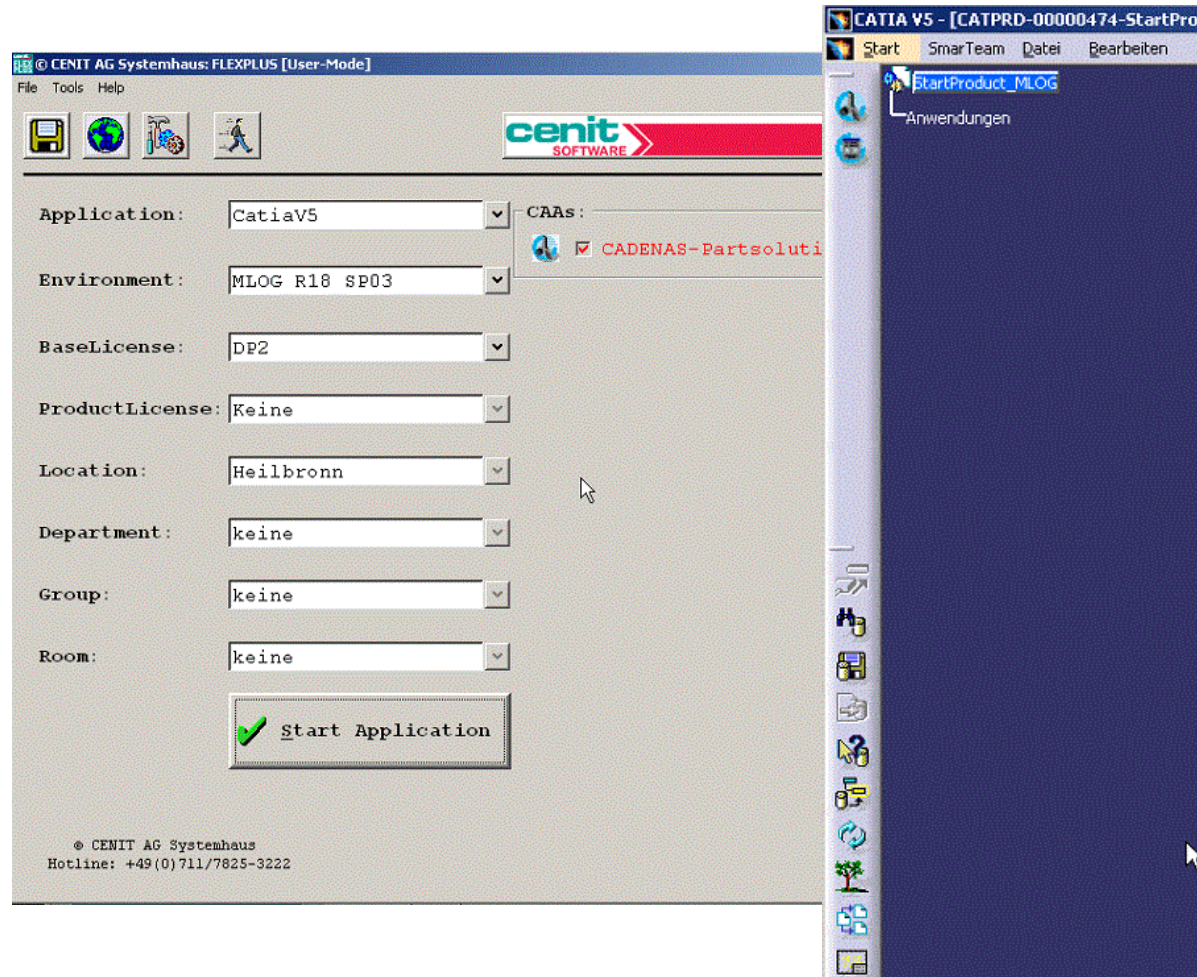 © CENIT AG Systemhaus: FLEXPLUS [User-Mode]
File Tools Help
cenit
SOFTWARE
Application: CatiaV5
CAAs:
CADENAS-Partsoluti
Environment: MLOG R18 SP03
BaseLicense: DP2
ProductLicense: Keine
Location: Heilbronn
Department: keine
Group: keine
Room: keine
Start Application
© CENIT AG Systemhaus
Hotline: +49(0)711/7825-3222
CATIA V5 - [CATPRD-00000474-StartPro
Start SmarTeam Datei Bearbeiten
StartProduct_MLOG
Anwendungen